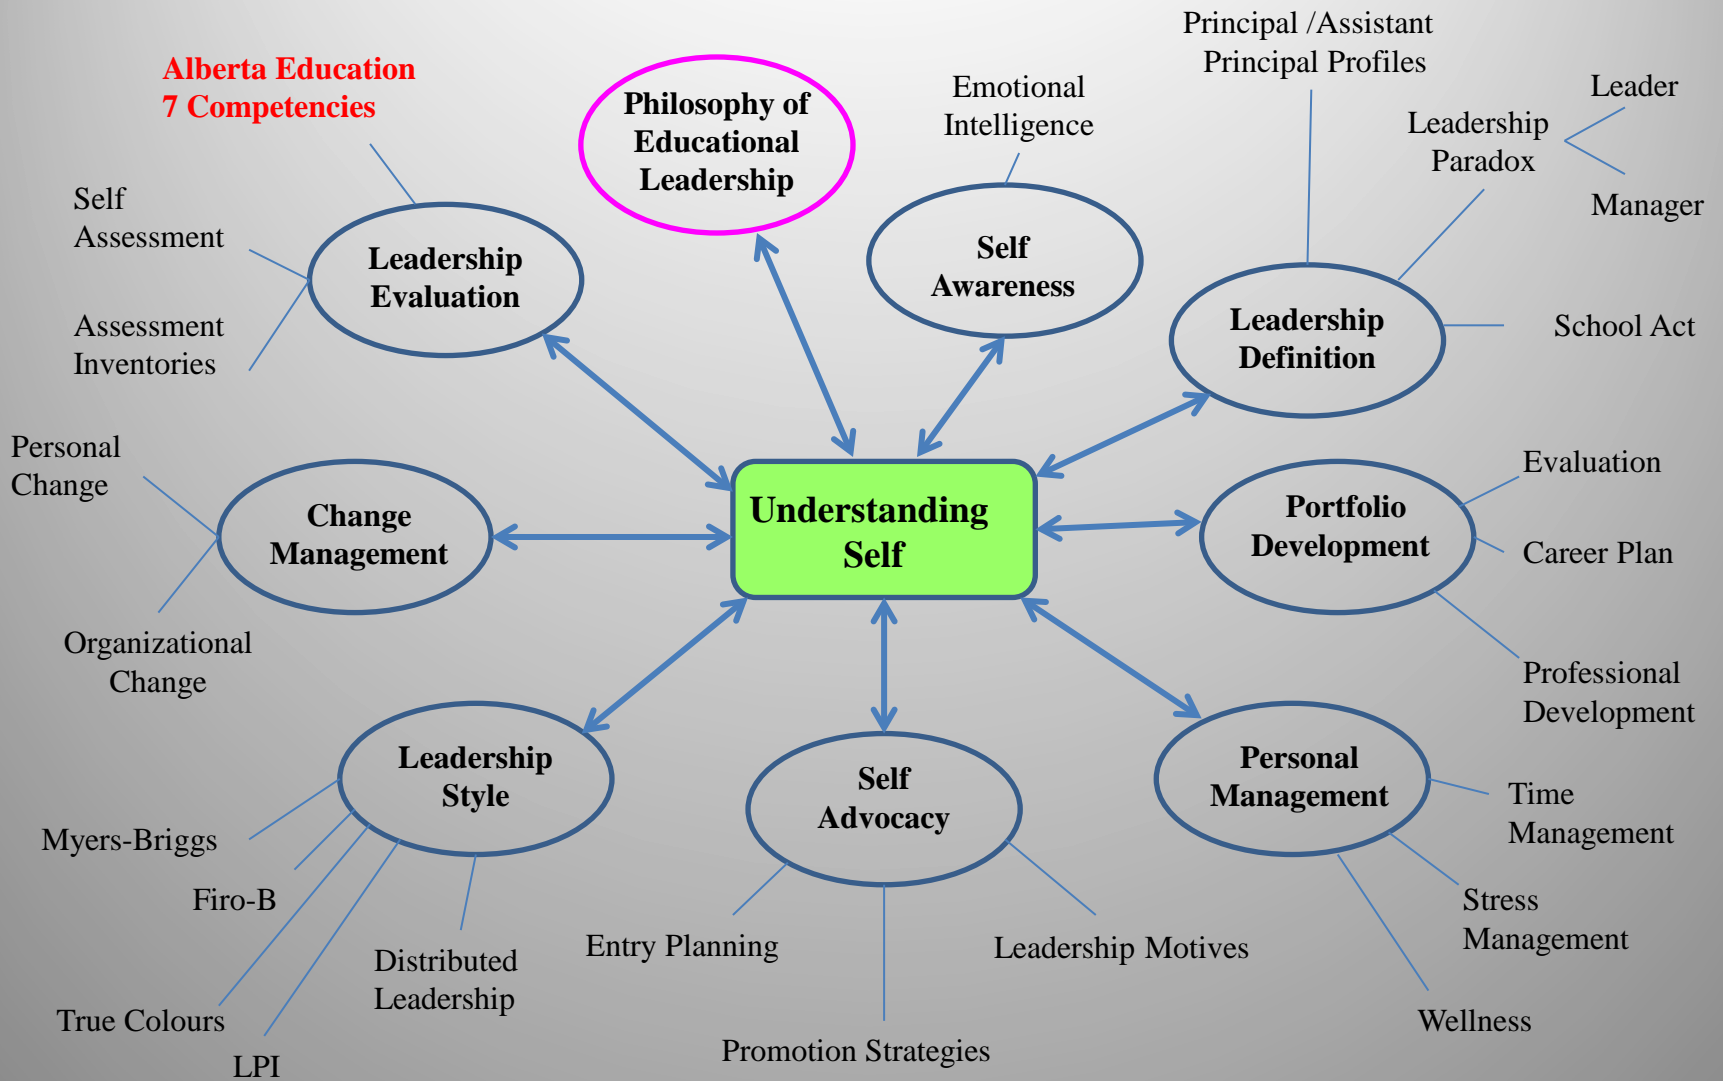 Alberta Education
7 Competencies
Philosophy of
Educational
Leadership
Emotional
Intelligence
Principal /Assistant
Principal Profiles
Leadership
Paradox
Leader
Manager
Self
Assessment
Assessment
Inventories
Leadership
Evaluation
Self
Awareness
Leadership
Definition
School Act
Personal
Change
Organizational
Change
Change
Management
Understanding
Self
Portfolio
Development
Evaluation
Career Plan
Professional
Development
Leadership
Style
Myers-Briggs
Firo-B
True Colours
LPI
Distributed
Leadership
Self
Advocacy
Entry Planning
Promotion Strategies
Leadership Motives
Personal
Management
Time
Management
Stress
Management
Wellness